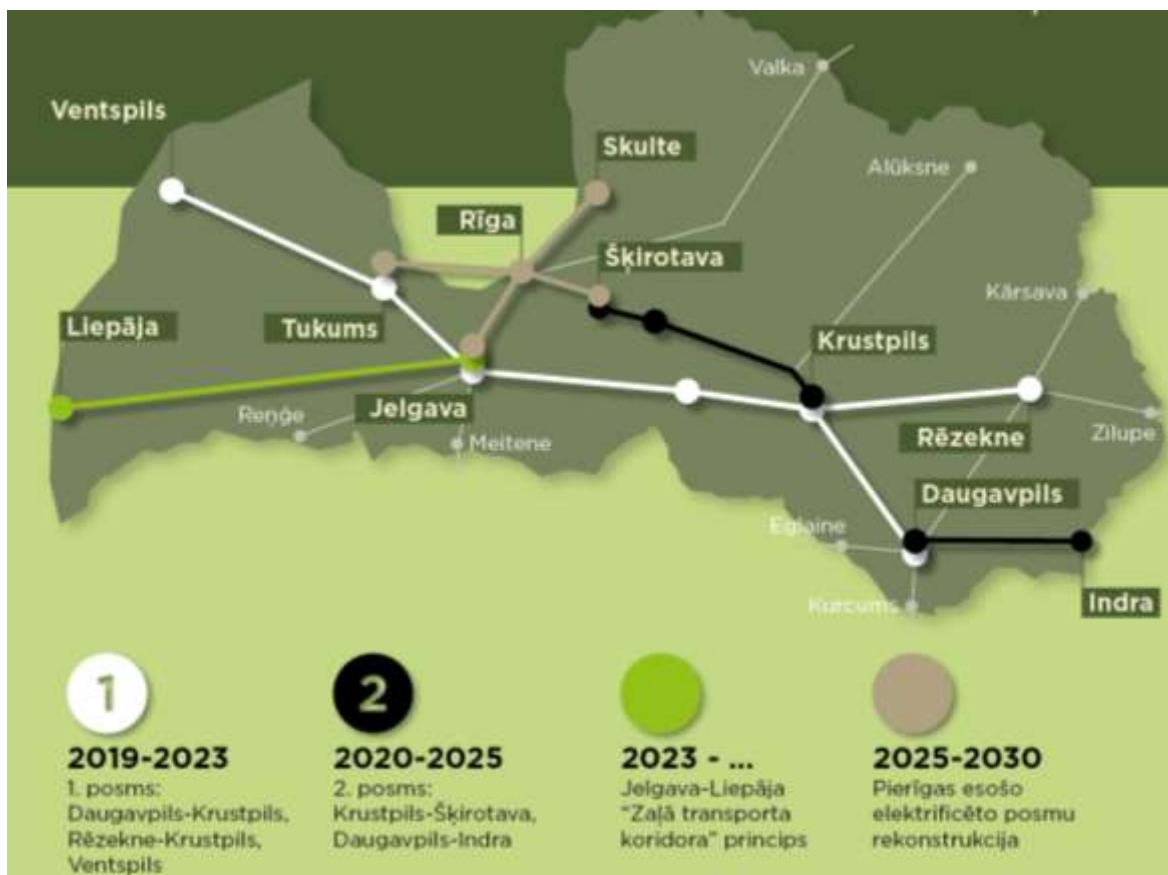 Ventspils
Valka
Skulte
Alūksne
Rīga
Šķirotava
Kārsava
Liepāja
Tukums
Krustpils
Reņģe
Jelgava
Meitene
Rēzekne
Zilupe
Daugavpils
Eglaine
Kurcums
Indra
1
2
2019-2023
1. posms:
Daugavpils-Krustpils,
Rēzekne-Krustpils,
Ventspils
2020-2025
2. posms:
Krustpils-Šķirotava,
Daugavpils-Indra
2023 - ...
Jelgava-Liepāja
"Zaļā transporta
koridora" princips
2025-2030
Pierīgas esošo
elektrificēto posmu
rekonstrukcija